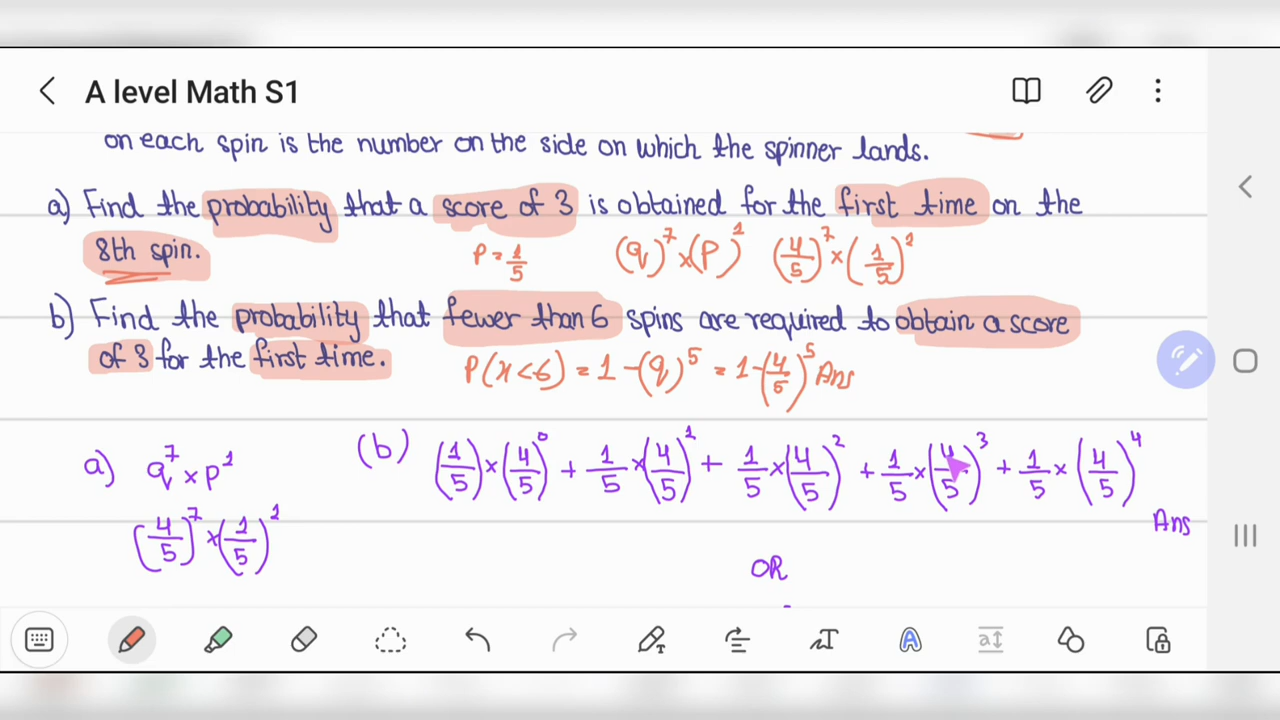 A level Math S1
on each spin is the number on the side on which the spinner lands.
a) Find the probability that a score of 3 is obtained for the first time on the
8th spin. P = 1/5 (q)^7 × (P)^1 (4/5)^7 × (1/5)^1
b) Find the probability that fewer than 6 spins are required to obtain a score
of 3 for the first time. P(x<6) = 1-(q)^5 = 1-(4/5)^5 Ans
a) q^7 × p^1
(4/5)^7 × (1/5)^1
(b) (1/5) × (4/5)^0 + 1/5 × (4/5)^1 + 1/5 × (4/5)^2 + 1/5 × (4/5)^3 + 1/5 × (4/5)^4
Ans
OR